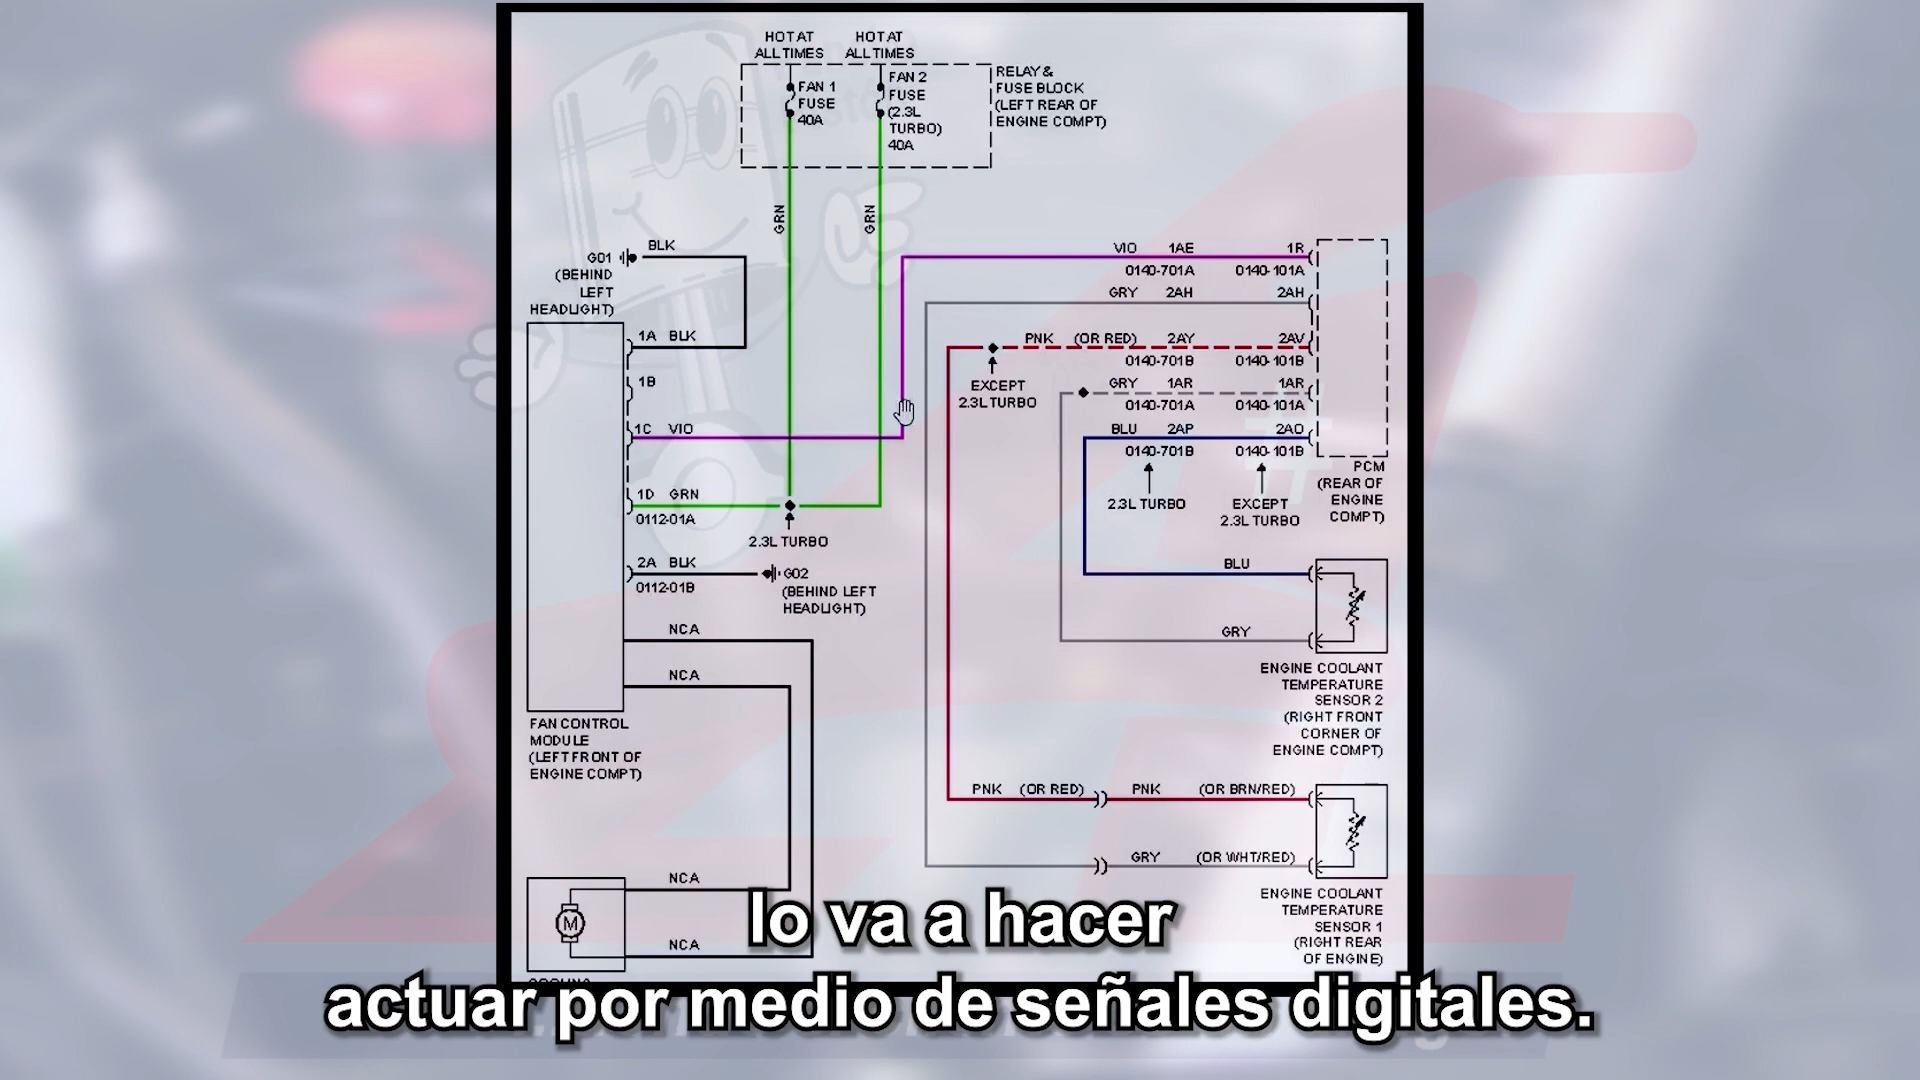 HOT AT
ALL TIMES
HOT AT
ALL TIMES
FAN 1
FUSE
40A
FAN 2
FUSE
(2.3L
TURBO)
40A
RELAY &
FUSE BLOCK
(LEFT REAR OF
ENGINE COMPT)
GRN
GRN
G01
(BEHIND
LEFT
HEADLIGHT)
BLK
1A BLK
1B
1C VIO
1D GRN
0112-01A
2.3L TURBO
2A BLK
0112-01B
G02
(BEHIND LEFT
HEADLIGHT)
NCA
NCA
FAN CONTROL
MODULE
(LEFT FRONT OF
ENGINE COMPT)
NCA
M
NCA
VIO 1AE 1R
0140-701A 0140-101A
GRY 2AH 2AH
PNK (OR RED) 2AY 2AV
0140-701B 0140-101B
EXCEPT
2.3L TURBO
GRY 1AR 1AR
0140-701A 0140-101A
BLU 2AP 2AO
0140-701B 0140-101B
2.3L TURBO
EXCEPT
2.3L TURBO
PCM
(REAR OF
ENGINE
COMPT)
BLU
GRY
ENGINE COOLANT
TEMPERATURE
SENSOR 2
(RIGHT FRONT
CORNER OF
ENGINE COMPT)
PNK (OR RED) PNK (OR BRN/RED)
GRY (OR WHT/RED)
ENGINE COOLANT
TEMPERATURE
SENSOR 1
(RIGHT REAR
OF ENGINE)
lo va a hacer
actuar por medio de señales digitales.